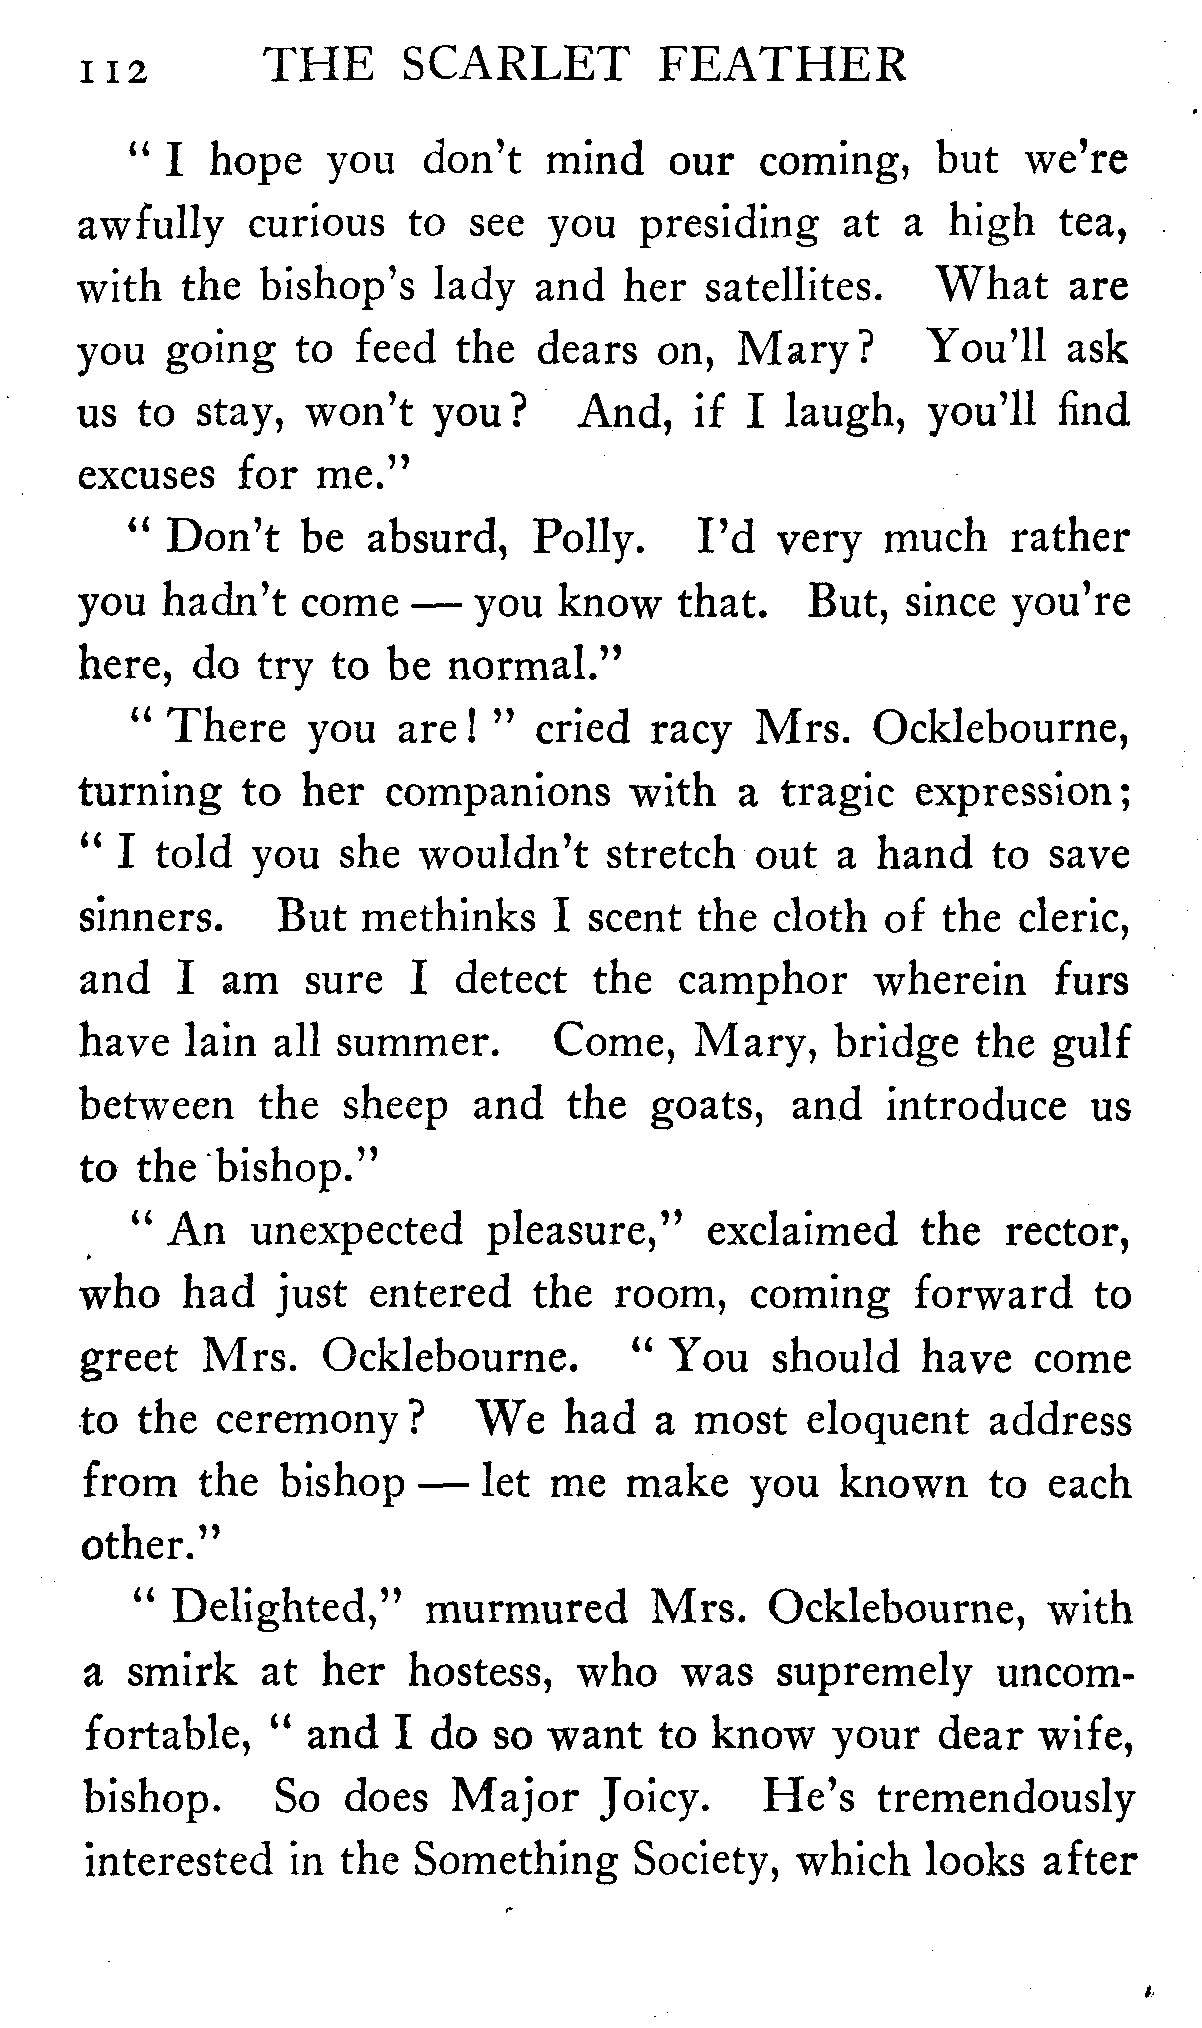 112 THE SCARLET FEATHER
“ I hope you don’t mind our coming, but we’re
awfully curious to see you presiding at a high tea,
with the bishop’s lady and her satellites. What are
you going to feed the dears on, Mary? You’ll ask
us to stay, won’t you? And, if I laugh, you’ll find
excuses for me.”
“ Don’t be absurd, Polly. I’d very much rather
you hadn’t come — you know that. But, since you’re
here, do try to be normal.”
“ There you are! ” cried racy Mrs. Ocklebourne,
turning to her companions with a tragic expression;
“ I told you she wouldn’t stretch out a hand to save
sinners. But methinks I scent the cloth of the cleric,
and I am sure I detect the camphor wherein furs
have lain all summer. Come, Mary, bridge the gulf
between the sheep and the goats, and introduce us
to the bishop.”
“ An unexpected pleasure,” exclaimed the rector,
who had just entered the room, coming forward to
greet Mrs. Ocklebourne. “ You should have come
to the ceremony? We had a most eloquent address
from the bishop — let me make you known to each
other.”
“ Delighted,” murmured Mrs. Ocklebourne, with
a smirk at her hostess, who was supremely uncom-
fortable, “ and I do so want to know your dear wife,
bishop. So does Major Joicy. He’s tremendously
interested in the Something Society, which looks after